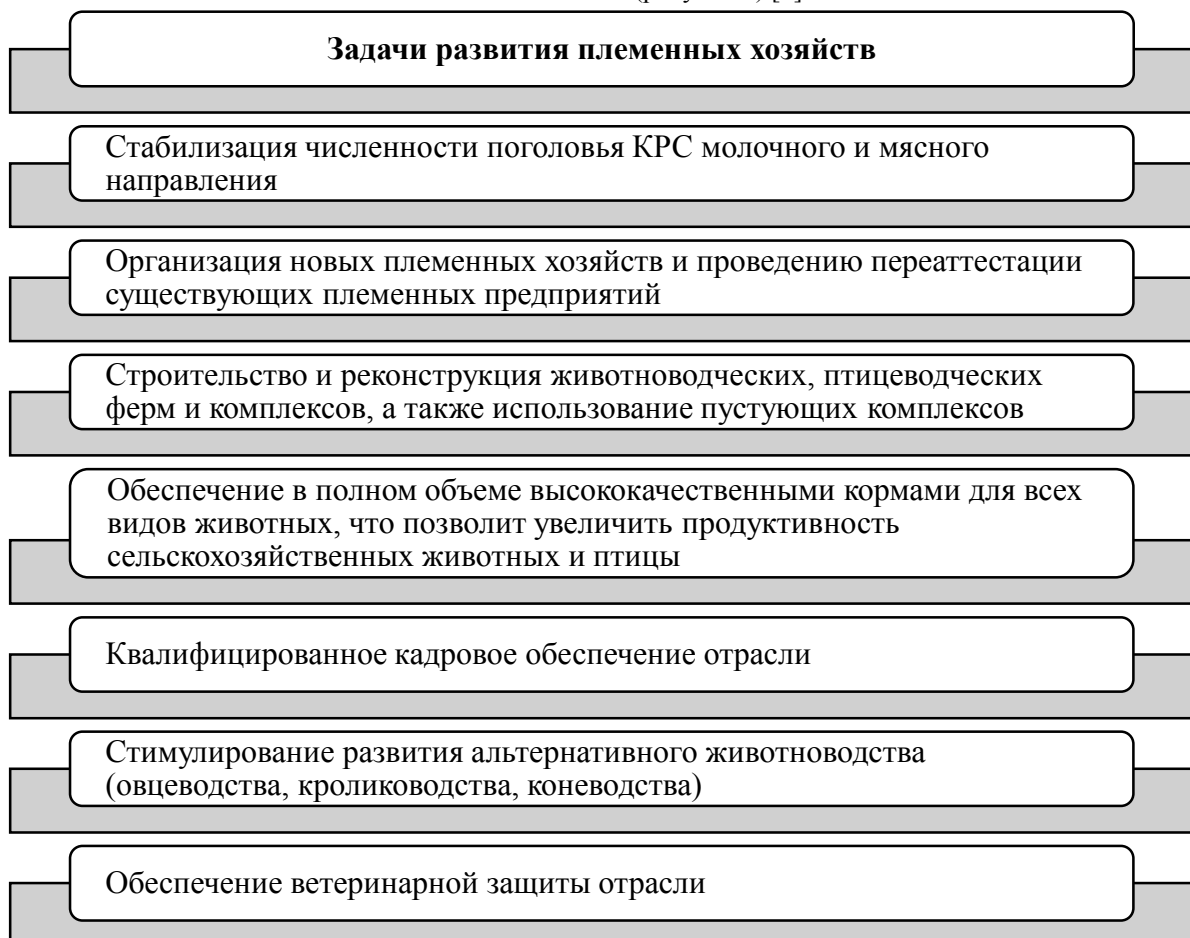 Задачи развития племенных хозяйств
Стабилизация численности поголовья КРС молочного и мясного
направления
Организация новых племенных хозяйств и проведению переаттестации
существующих племенных предприятий
Строительство и реконструкция животноводческих, птицеводческих
ферм и комплексов, а также использование пустующих комплексов
Обеспечение в полном объеме высококачественными кормами для всех
видов животных, что позволит увеличить продуктивность
сельскохозяйственных животных и птицы
Квалифицированное кадровое обеспечение отрасли
Стимулирование развития альтернативного животноводства
(овцеводства, кролиководства, коневодства)
Обеспечение ветеринарной защиты отрасли